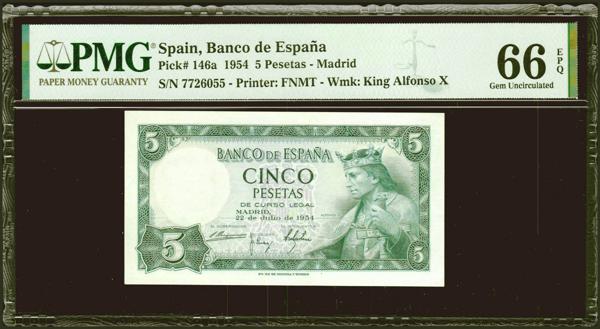 PMG
PAPER MONEY GUARANTY
Spain, Banco de España
Pick# 146a 1954 5 Pesetas - Madrid
S/N 7726055 - Printer: FNMT - Wmk: King Alfonso X
66 EPQ
Gem Uncirculated
5 5
BANCO DE ESPAÑA
CINCO
PESETAS
DE CURSO LEGAL
MADRID,
22 de Julio de 1954
5